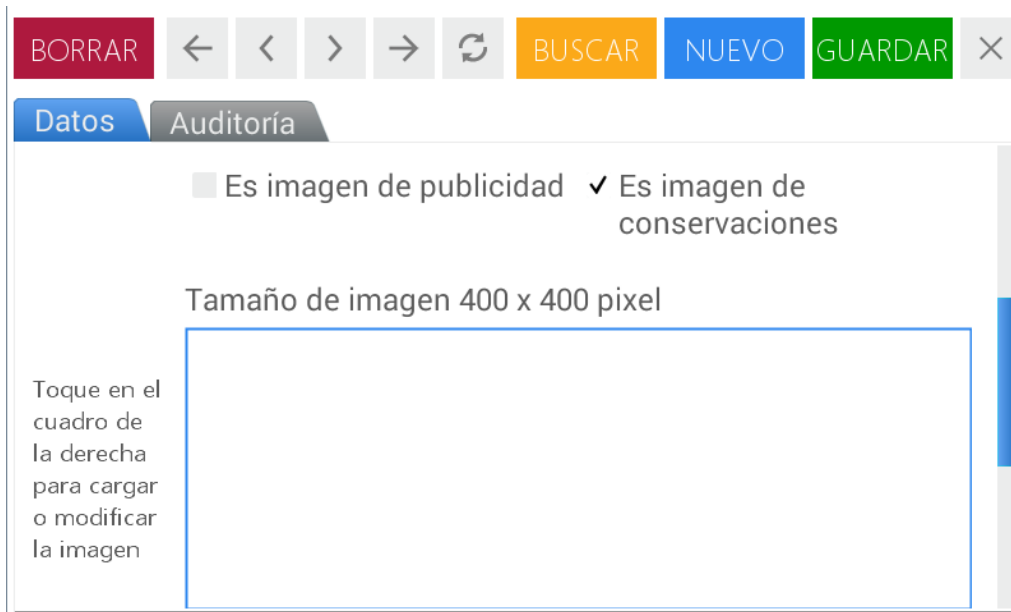 BORRAR BUSCAR NUEVO GUARDAR
Datos Auditoría
Es imagen de publicidad Es imagen de
conservaciones
Tamaño de imagen 400 x 400 pixel
Toque en el
cuadro de
la derecha
para cargar
o modificar
la imagen